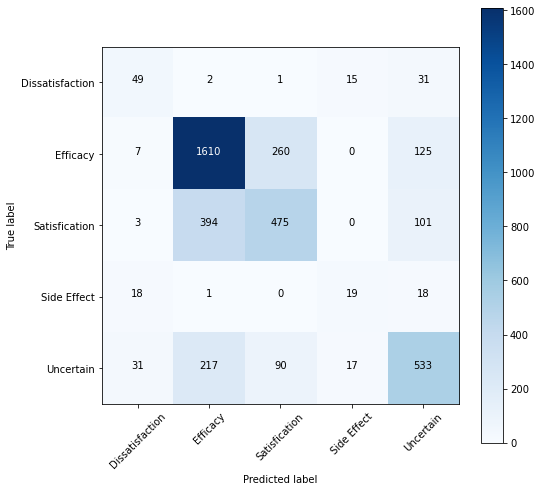 Dissatisfaction 49 2 1 15 31
Efficacy 7 1610 260 0 125
Satisfication 3 394 475 0 101
Side Effect 18 1 0 19 18
Uncertain 31 217 90 17 533
Dissatisfaction Efficacy Satisfication Side Effect Uncertain
True label
Predicted label
1600
1400
1200
1000
800
600
400
200
0